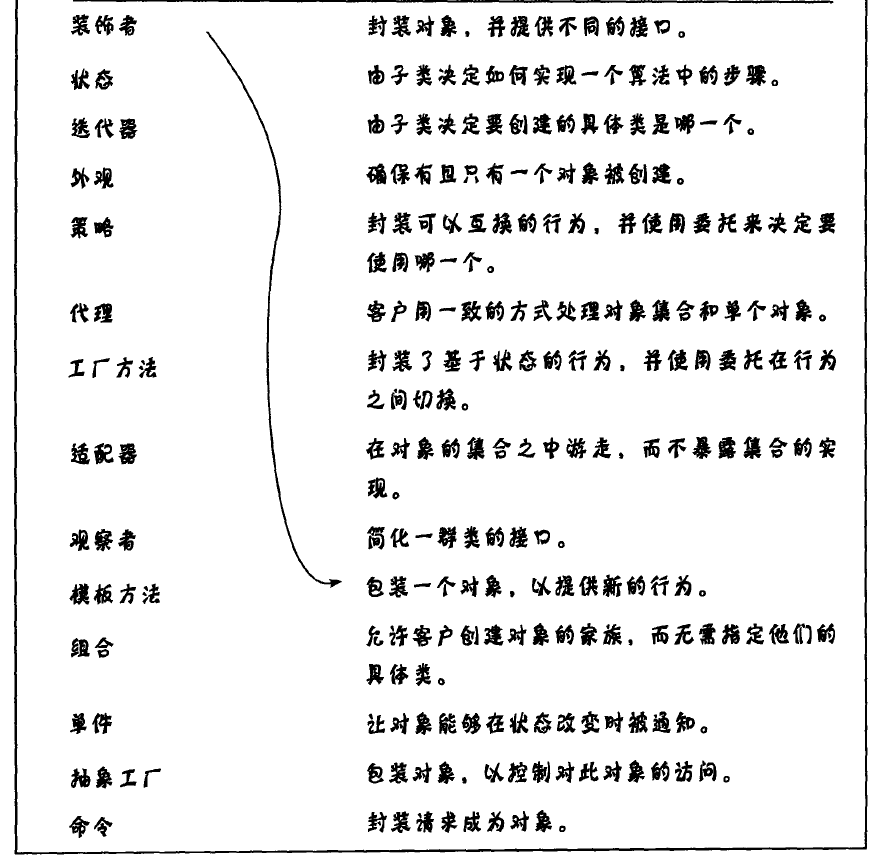 装饰者 封装对象，并提供不同的接口。
状态 由子类决定如何实现一个算法中的步骤。
迭代器 由子类决定要创建的具体类是哪一个。
外观 确保有且只有一个对象被创建。
策略 封装可以互换的行为，并使用委托来决定要
使用哪一个。
代理 客户用一致的方式处理对象集合和单个对象。
工厂方法 封装了基于状态的行为，并使用委托在行为
之间切换。
适配器 在对象的集合之中游走，而不暴露集合的实
现。
观察者 简化一群类的接口。
模板方法 包装一个对象，以提供新的行为。
组合 允许客户创建对象的家族，而无需指定他们的
具体类。
单件 让对象能够在状态改变时被通知。
抽象工厂 包装对象，以控制对此对象的访问。
命令 封装请求成为对象。